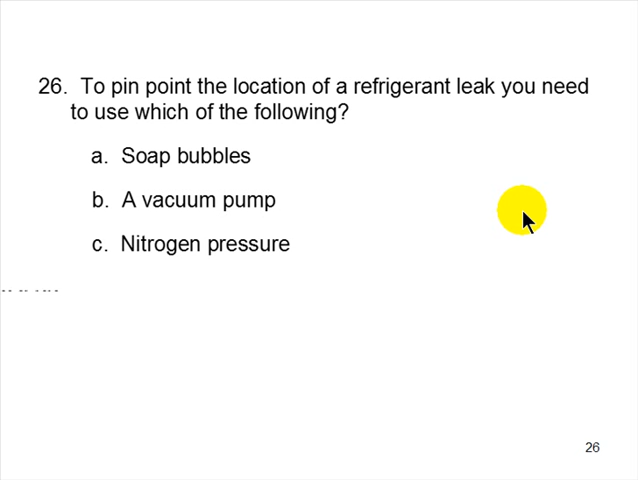 26. To pin point the location of a refrigerant leak you need
to use which of the following?
a. Soap bubbles
b. A vacuum pump
c. Nitrogen pressure
26